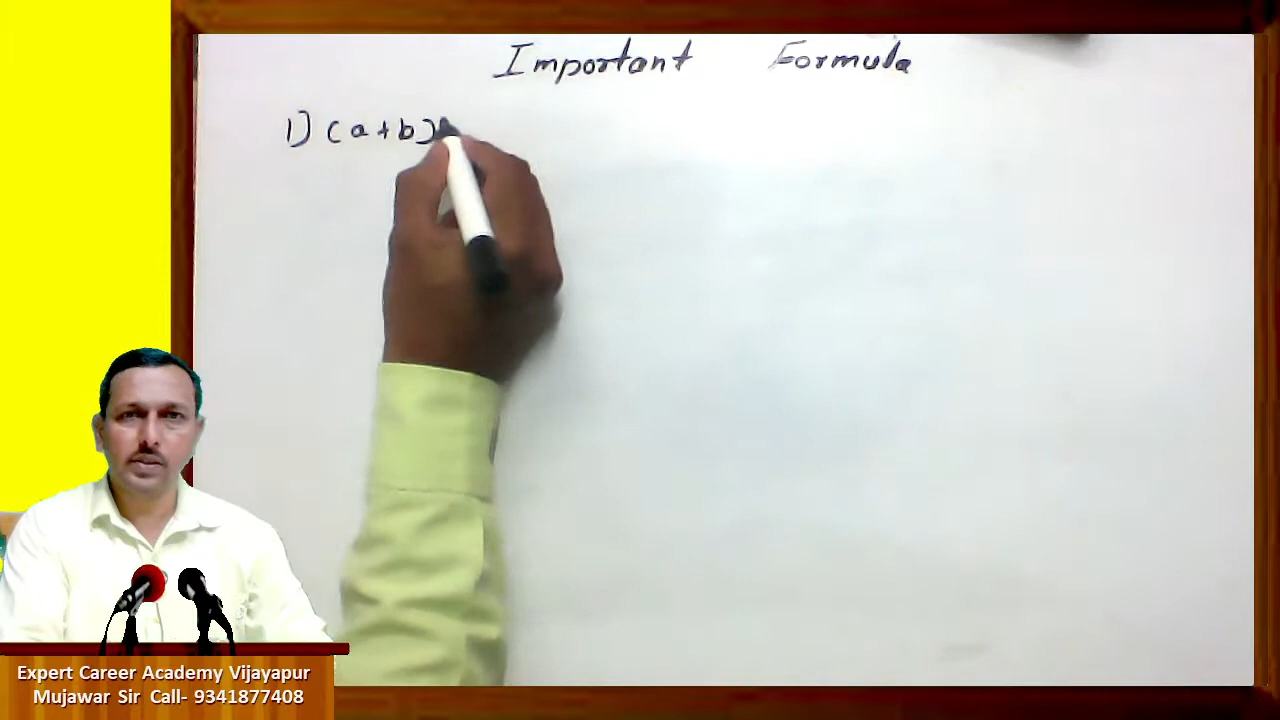 Important Formula
1) (a+b)
Expert Career Academy Vijayapur
Mujawar Sir Call- 9341877408